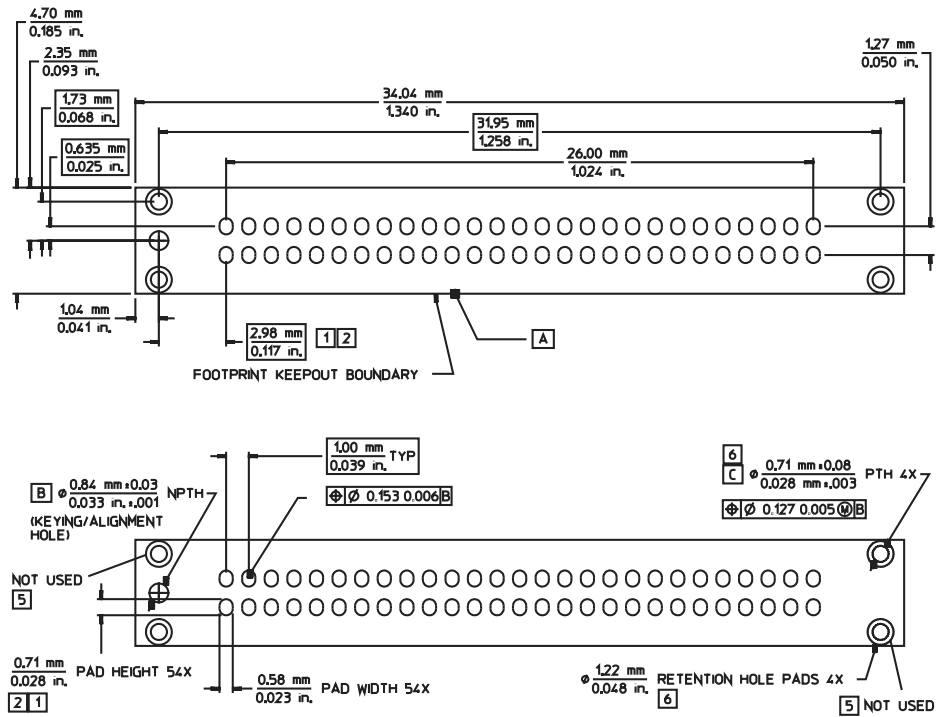 4.70 mm
0.185 in.
2.35 mm
0.093 in.
1.73 mm
0.068 in.
0.635 mm
0.025 in.
34.04 mm
1.340 in.
31.95 mm
1.258 in.
26.00 mm
1.024 in.
1.27 mm
0.050 in.
1.04 mm
0.041 in.
2.98 mm
0.117 in.
1 2
A
FOOTPRINT KEEPOUT BOUNDARY
1.00 mm TYP
0.039 in.
⌖ Ø 0.153 0.006 B
B ø 0.84 mm ±0.03 NPTH
0.033 in. ±.001
(KEYING/ALIGNMENT
HOLE)
6
C ø 0.71 mm ±0.08 PTH 4X
0.028 mm ±.003
⌖ Ø 0.127 0.005 Ⓜ B
NOT USED
5
0.71 mm PAD HEIGHT 54X
0.028 in.
2 1
0.58 mm PAD WIDTH 54X
0.023 in.
ø 1.22 mm RETENTION HOLE PADS 4X
0.048 in.
6
5 NOT USED